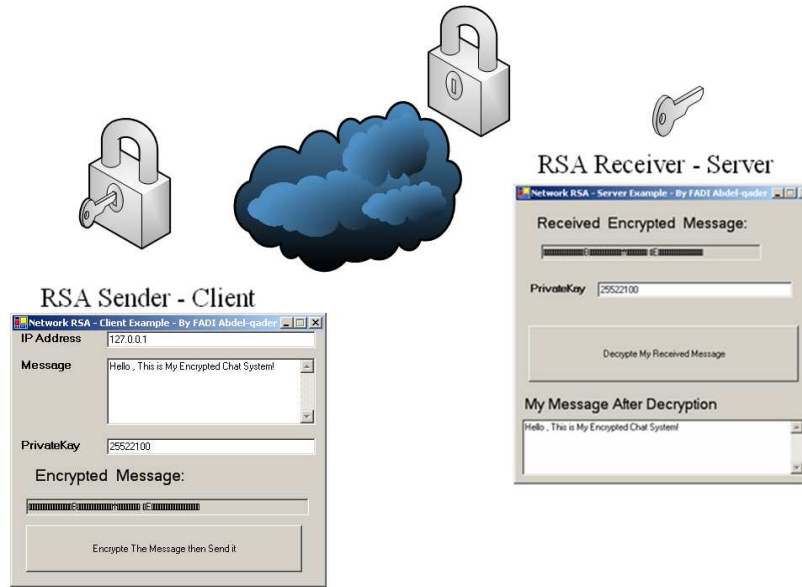 RSA Receiver - Server
Network RSA - Server Example - By FADI Abdel-qader
Received Encrypted Message:
PrivateKay 25522100
Decrypte My Received Message
My Message After Decryption
Hello , This is My Encrypted Chat System!
RSA Sender - Client
Network RSA - Client Example - By FADI Abdel-qader
IP Address 127.0.0.1
Message Hello , This is My Encrypted Chat System!
PrivateKay 25522100
Encrypted Message:
Encrypte The Message then Send it